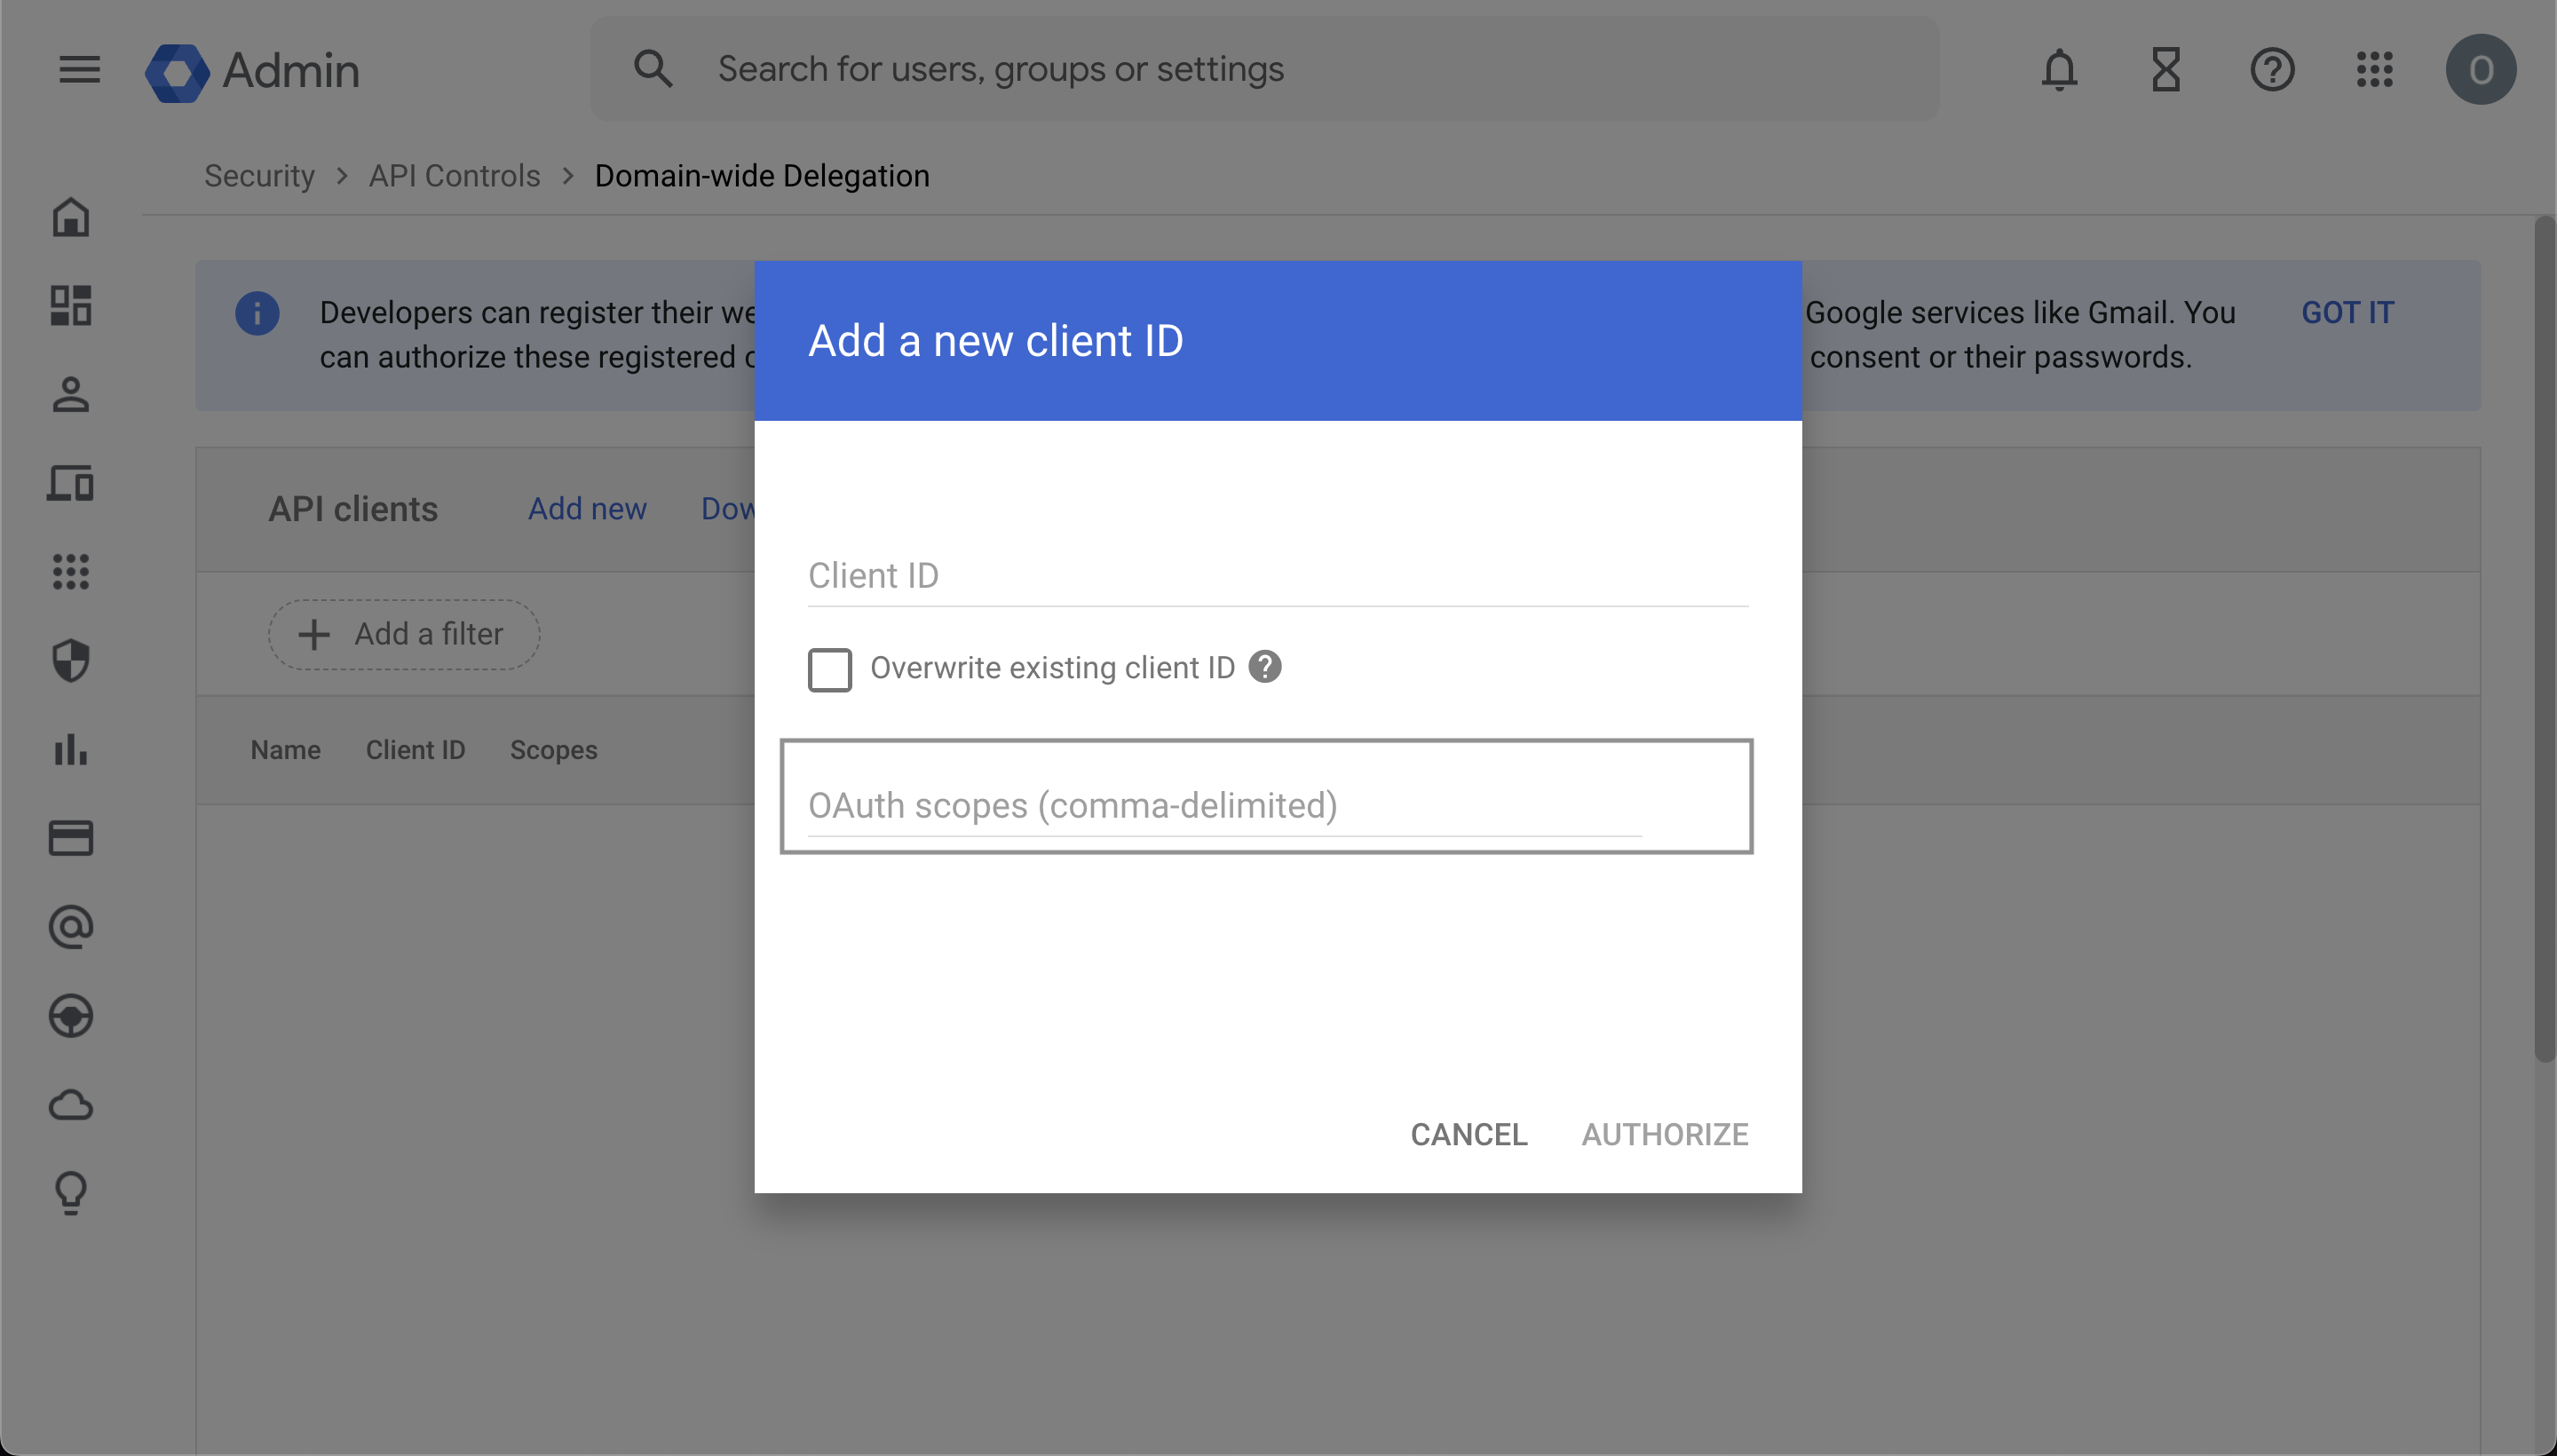 Admin
Search for users, groups or settings
O
Security > API Controls > Domain-wide Delegation
Developers can register their we
Google services like Gmail. You
GOT IT
can authorize these registered
consent or their passwords.
Add a new client ID
API clients
Add new
Dow
Client ID
Add a filter
Overwrite existing client ID
Name
Client ID
Scopes
OAuth scopes (comma-delimited)
CANCEL
AUTHORIZE